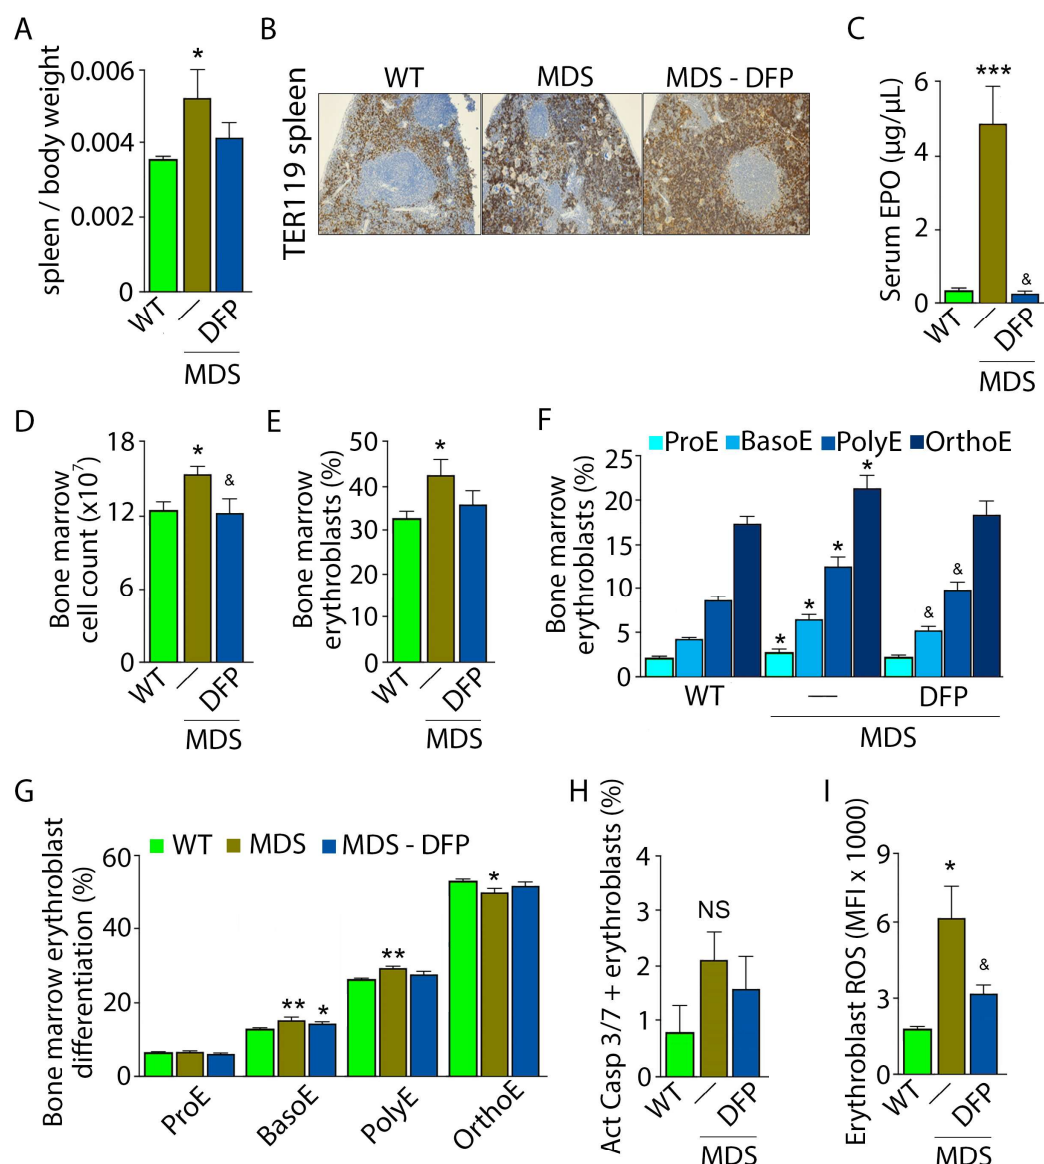 A
spleen / body weight
0.006
0.004
0.002
0
*
WT
—
DFP
MDS
B
WT
MDS
MDS - DFP
TER119 spleen
C
Serum EPO (µg/µL)
6
4
2
0
***
&
WT
—
DFP
MDS
D
Bone marrow
cell count (x10⁷)
18
12
6
0
*
&
WT
—
DFP
MDS
E
Bone marrow
erythroblasts (%)
50
40
30
20
10
0
*
WT
—
DFP
MDS
F
ProE BasoE PolyE OrthoE
Bone marrow
erythroblasts (%)
25
20
15
10
5
0
* * * *
& &
WT — DFP
MDS
G
WT MDS MDS - DFP
Bone marrow erythroblast
differentiation (%)
60
40
20
0
** * ** *
ProE
BasoE
PolyE
OrthoE
H
Act Casp 3/7 + erythroblasts (%)
4
3
2
1
0
NS
WT
—
DFP
MDS
I
Erythroblast ROS (MFI x 1000)
9
6
3
0
*
&
WT
—
DFP
MDS